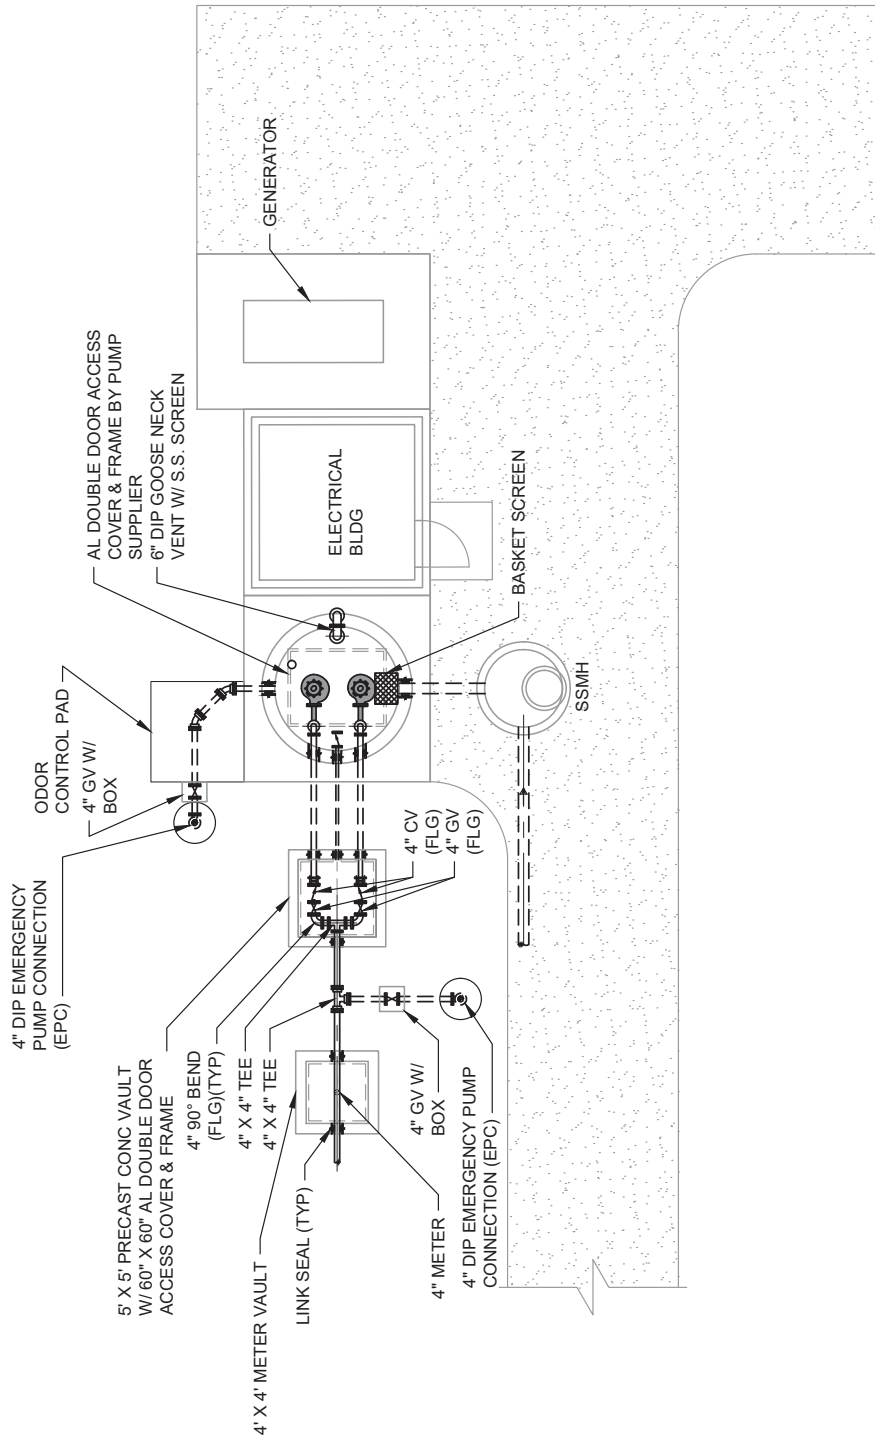 4" DIP EMERGENCY
PUMP CONNECTION
(EPC)
ODOR
CONTROL PAD
4" GV W/
BOX
AL DOUBLE DOOR ACCESS
COVER & FRAME BY PUMP
SUPPLIER
6" DIP GOOSE NECK
VENT W/ S.S. SCREEN
GENERATOR
5' X 5' PRECAST CONC VAULT
W/ 60" X 60" AL DOUBLE DOOR
ACCESS COVER & FRAME
4" 90° BEND
(FLG)(TYP)
4" X 4" TEE
4" X 4" TEE
4' X 4' METER VAULT
LINK SEAL (TYP)
ELECTRICAL
BLDG
4" CV
(FLG)
4" GV
(FLG)
BASKET SCREEN
SSMH
4" GV W/
BOX
4" METER
4" DIP EMERGENCY PUMP
CONNECTION (EPC)